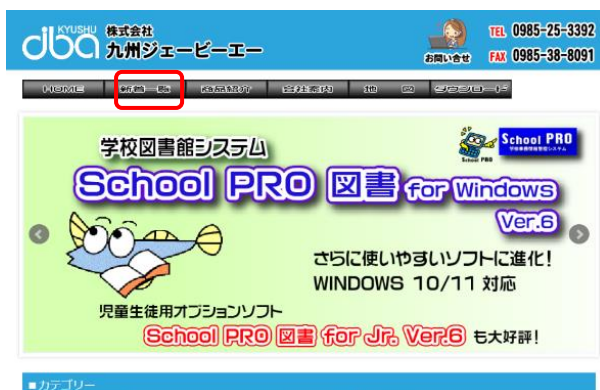 KYUSHU
jba
株式会社
九州ジェービーエー
お問い合せ
TEL 0985-25-3392
FAX 0985-38-8091
HOME 新着一覧 商品紹介 会社案内 地 図 ダウンロード
学校図書館システム
School PRO
School PRO
School PRO 図書 for Windows
Ver.6
さらに使いやすいソフトに進化!
WINDOWS 10/11 対応
児童生徒用オプションソフト
School PRO 図書 for Jr. Ver.6 も大好評!
■カテゴリー